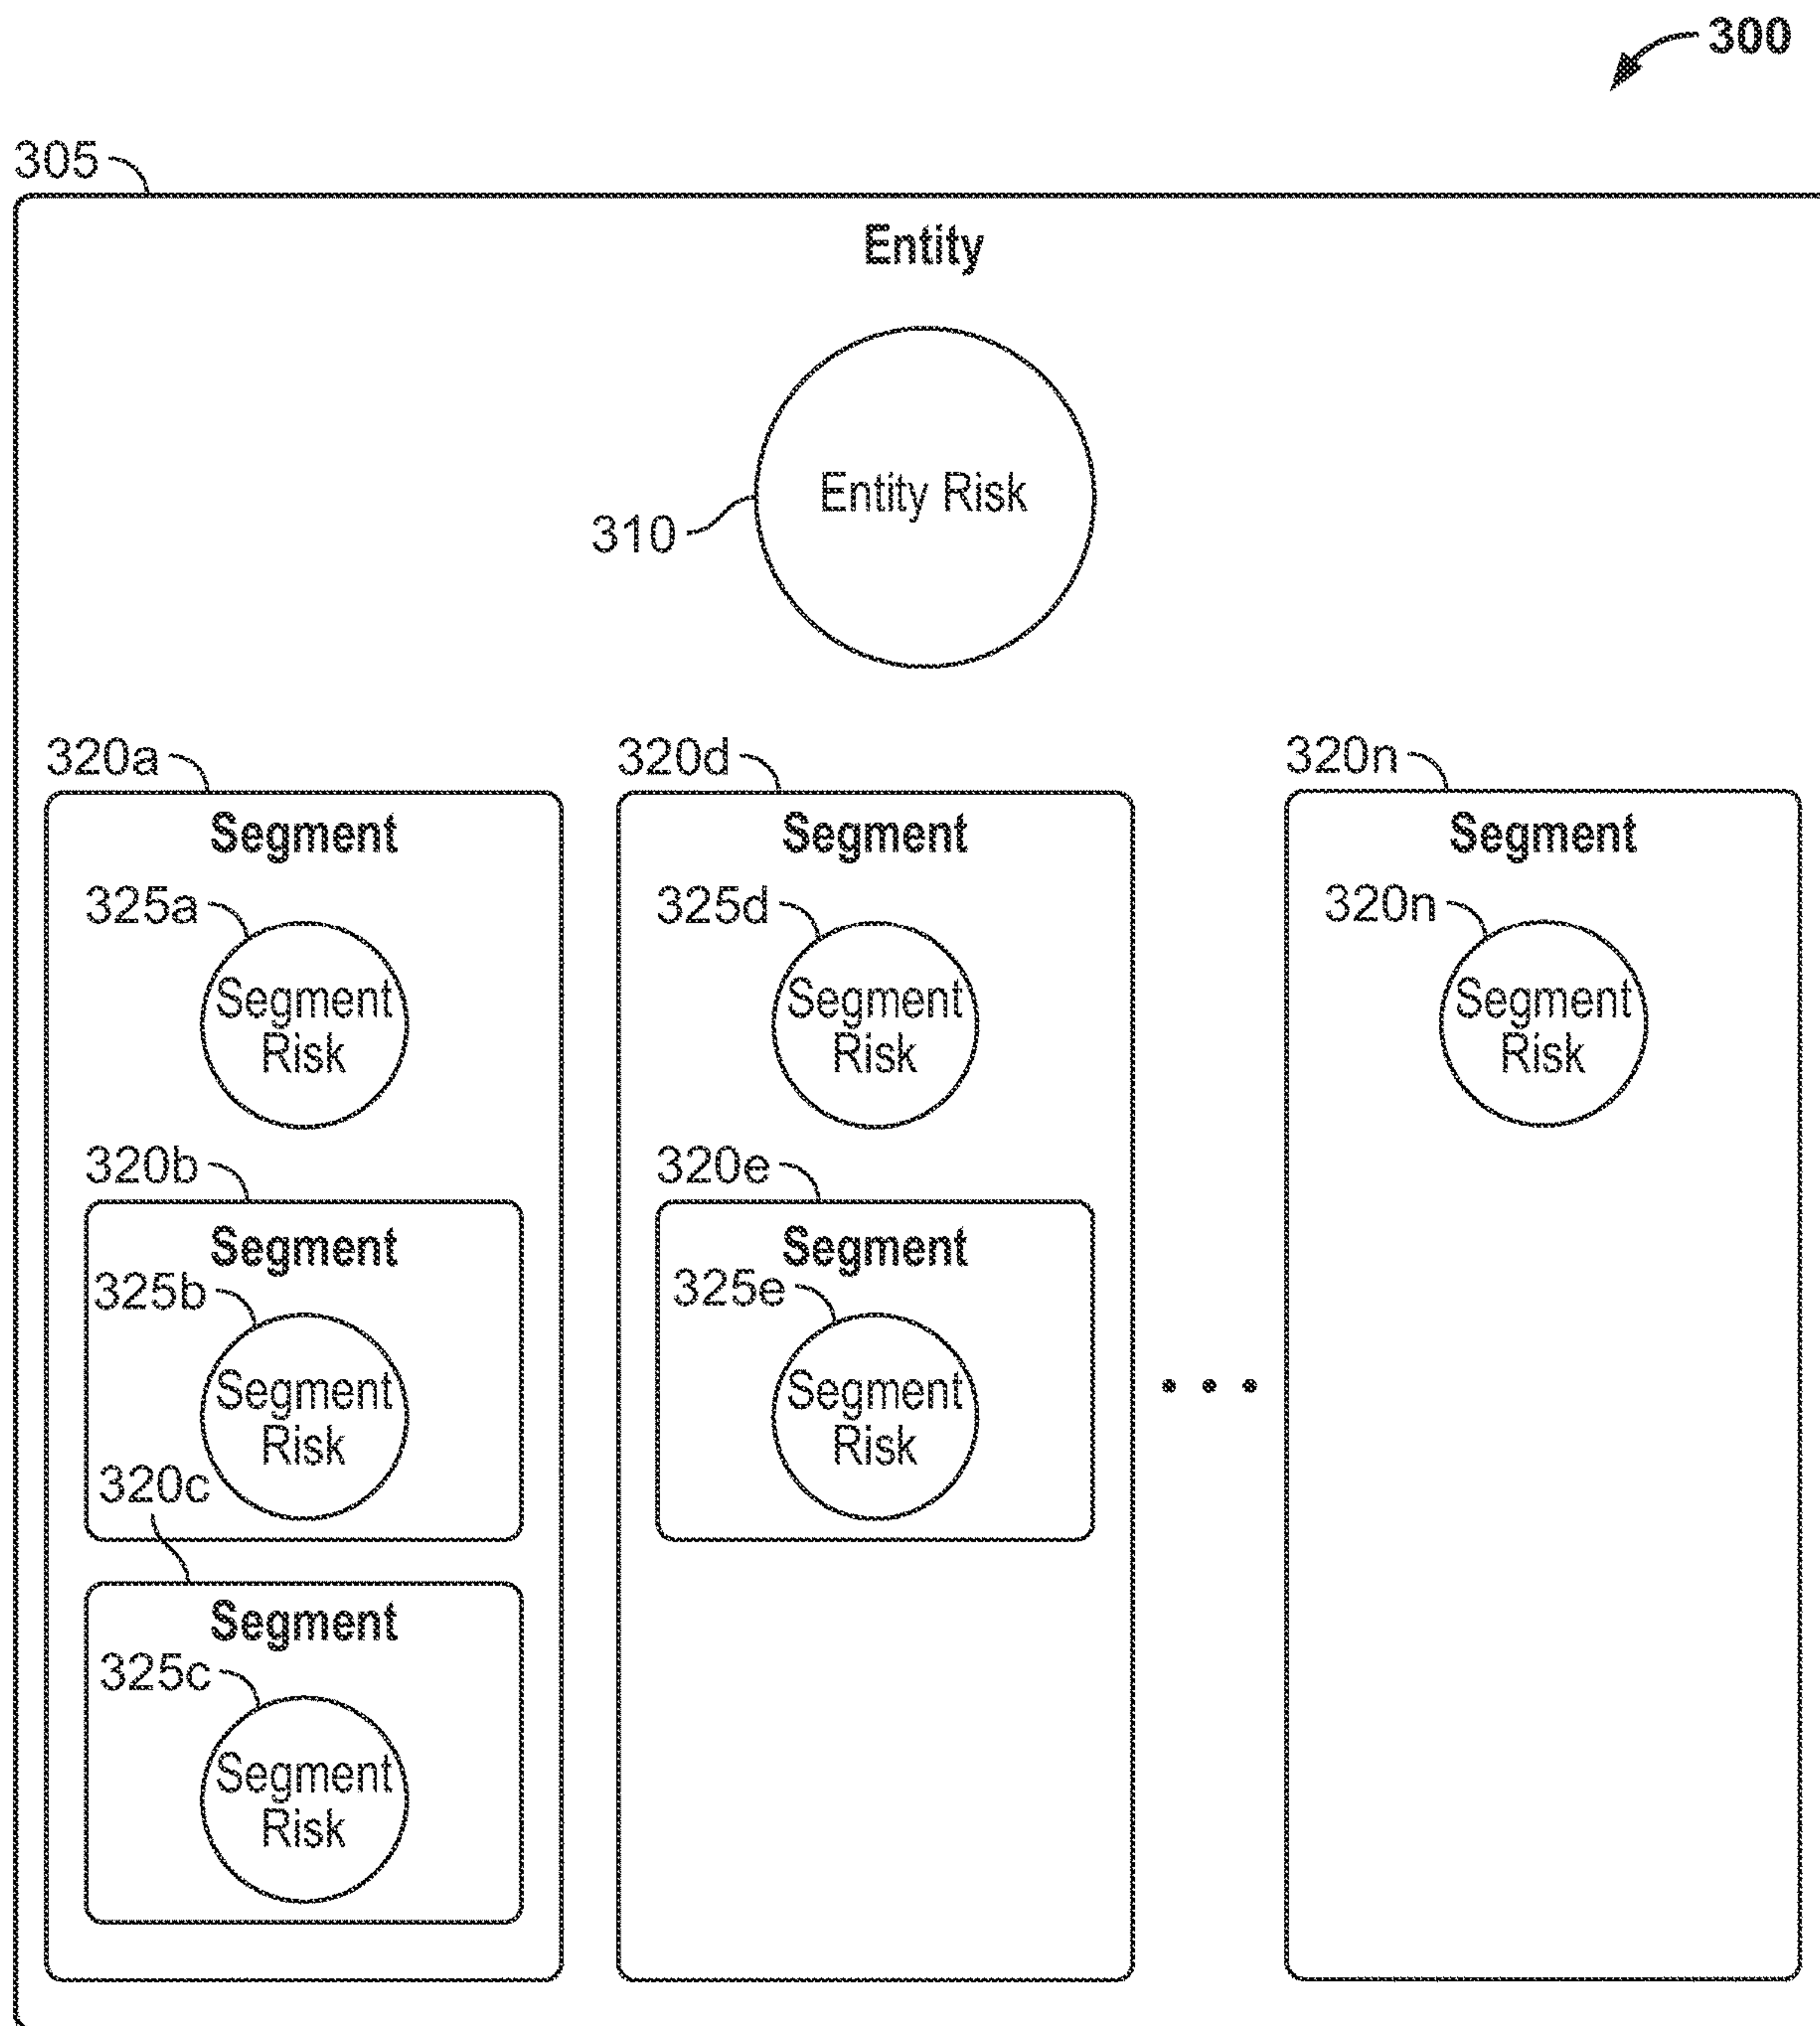 300
305
Entity
Entity Risk
310
320a
320d
320n
Segment
Segment
Segment
325a
325d
320n
Segment
Risk
Segment
Risk
Segment
Risk
320b
320e
Segment
Segment
325b
325e
Segment
Risk
Segment
Risk
320c
Segment
325c
Segment
Risk